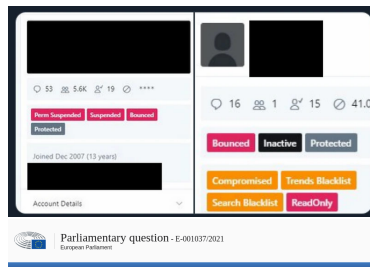 53 5.6K 19 ****
Perm Suspended Suspended Bounced
Protected
Joined Dec 2007 (13 years)
Account Details
16 1 15 41.0
Bounced Inactive Protected
Compromised Trends Blacklist
Search Blacklist ReadOnly
Parliamentary question - E-001037/2021
European Parliament